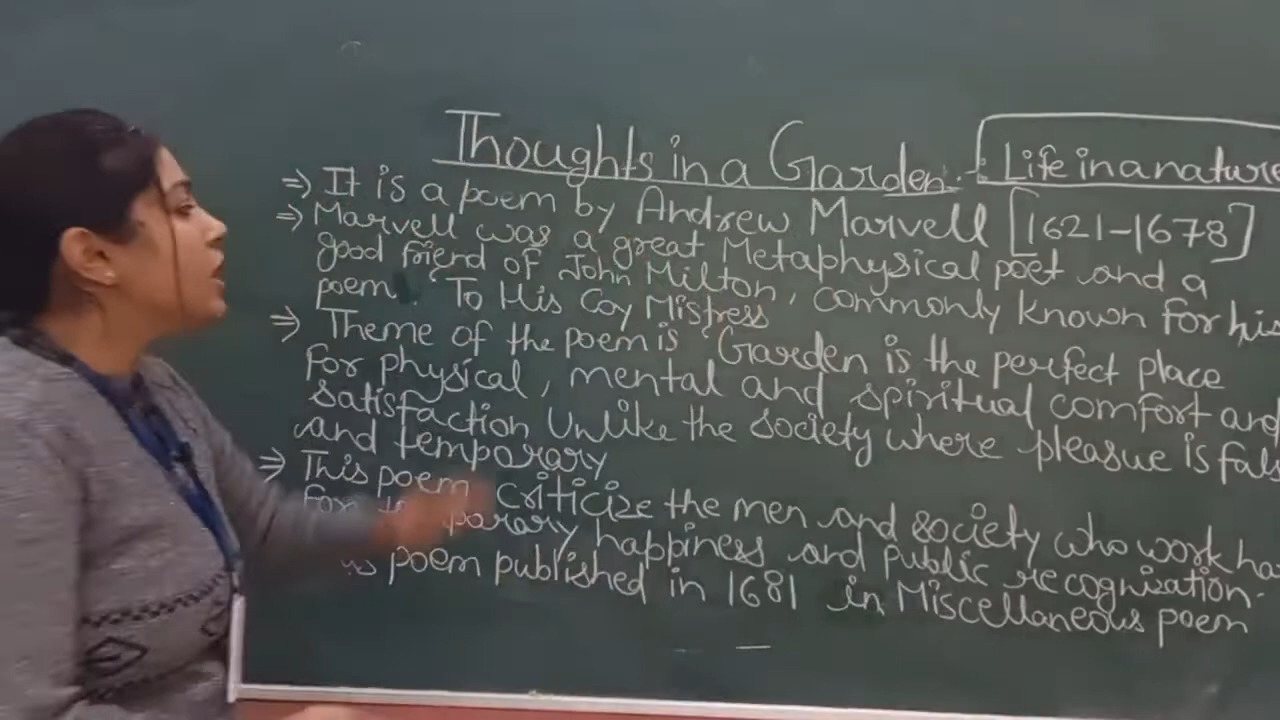 Thoughts in a Garden :- Life in a nature
⇒ It is a poem by Andrew Marvell [1621-1678]
⇒ Marvell was a great Metaphysical poet and a
good friend of John Milton, commonly known for his
poem "To His Coy Mistress
⇒ Theme of the poem is "Garden is the perfect place
for physical, mental and spiritual comfort and
satisfaction Unlike the society where pleasue is fals
and temporary
⇒ This poem criticize the men and society who work ha
for happiness and public recognization.
poem published in 1681 in Miscellaneous poem